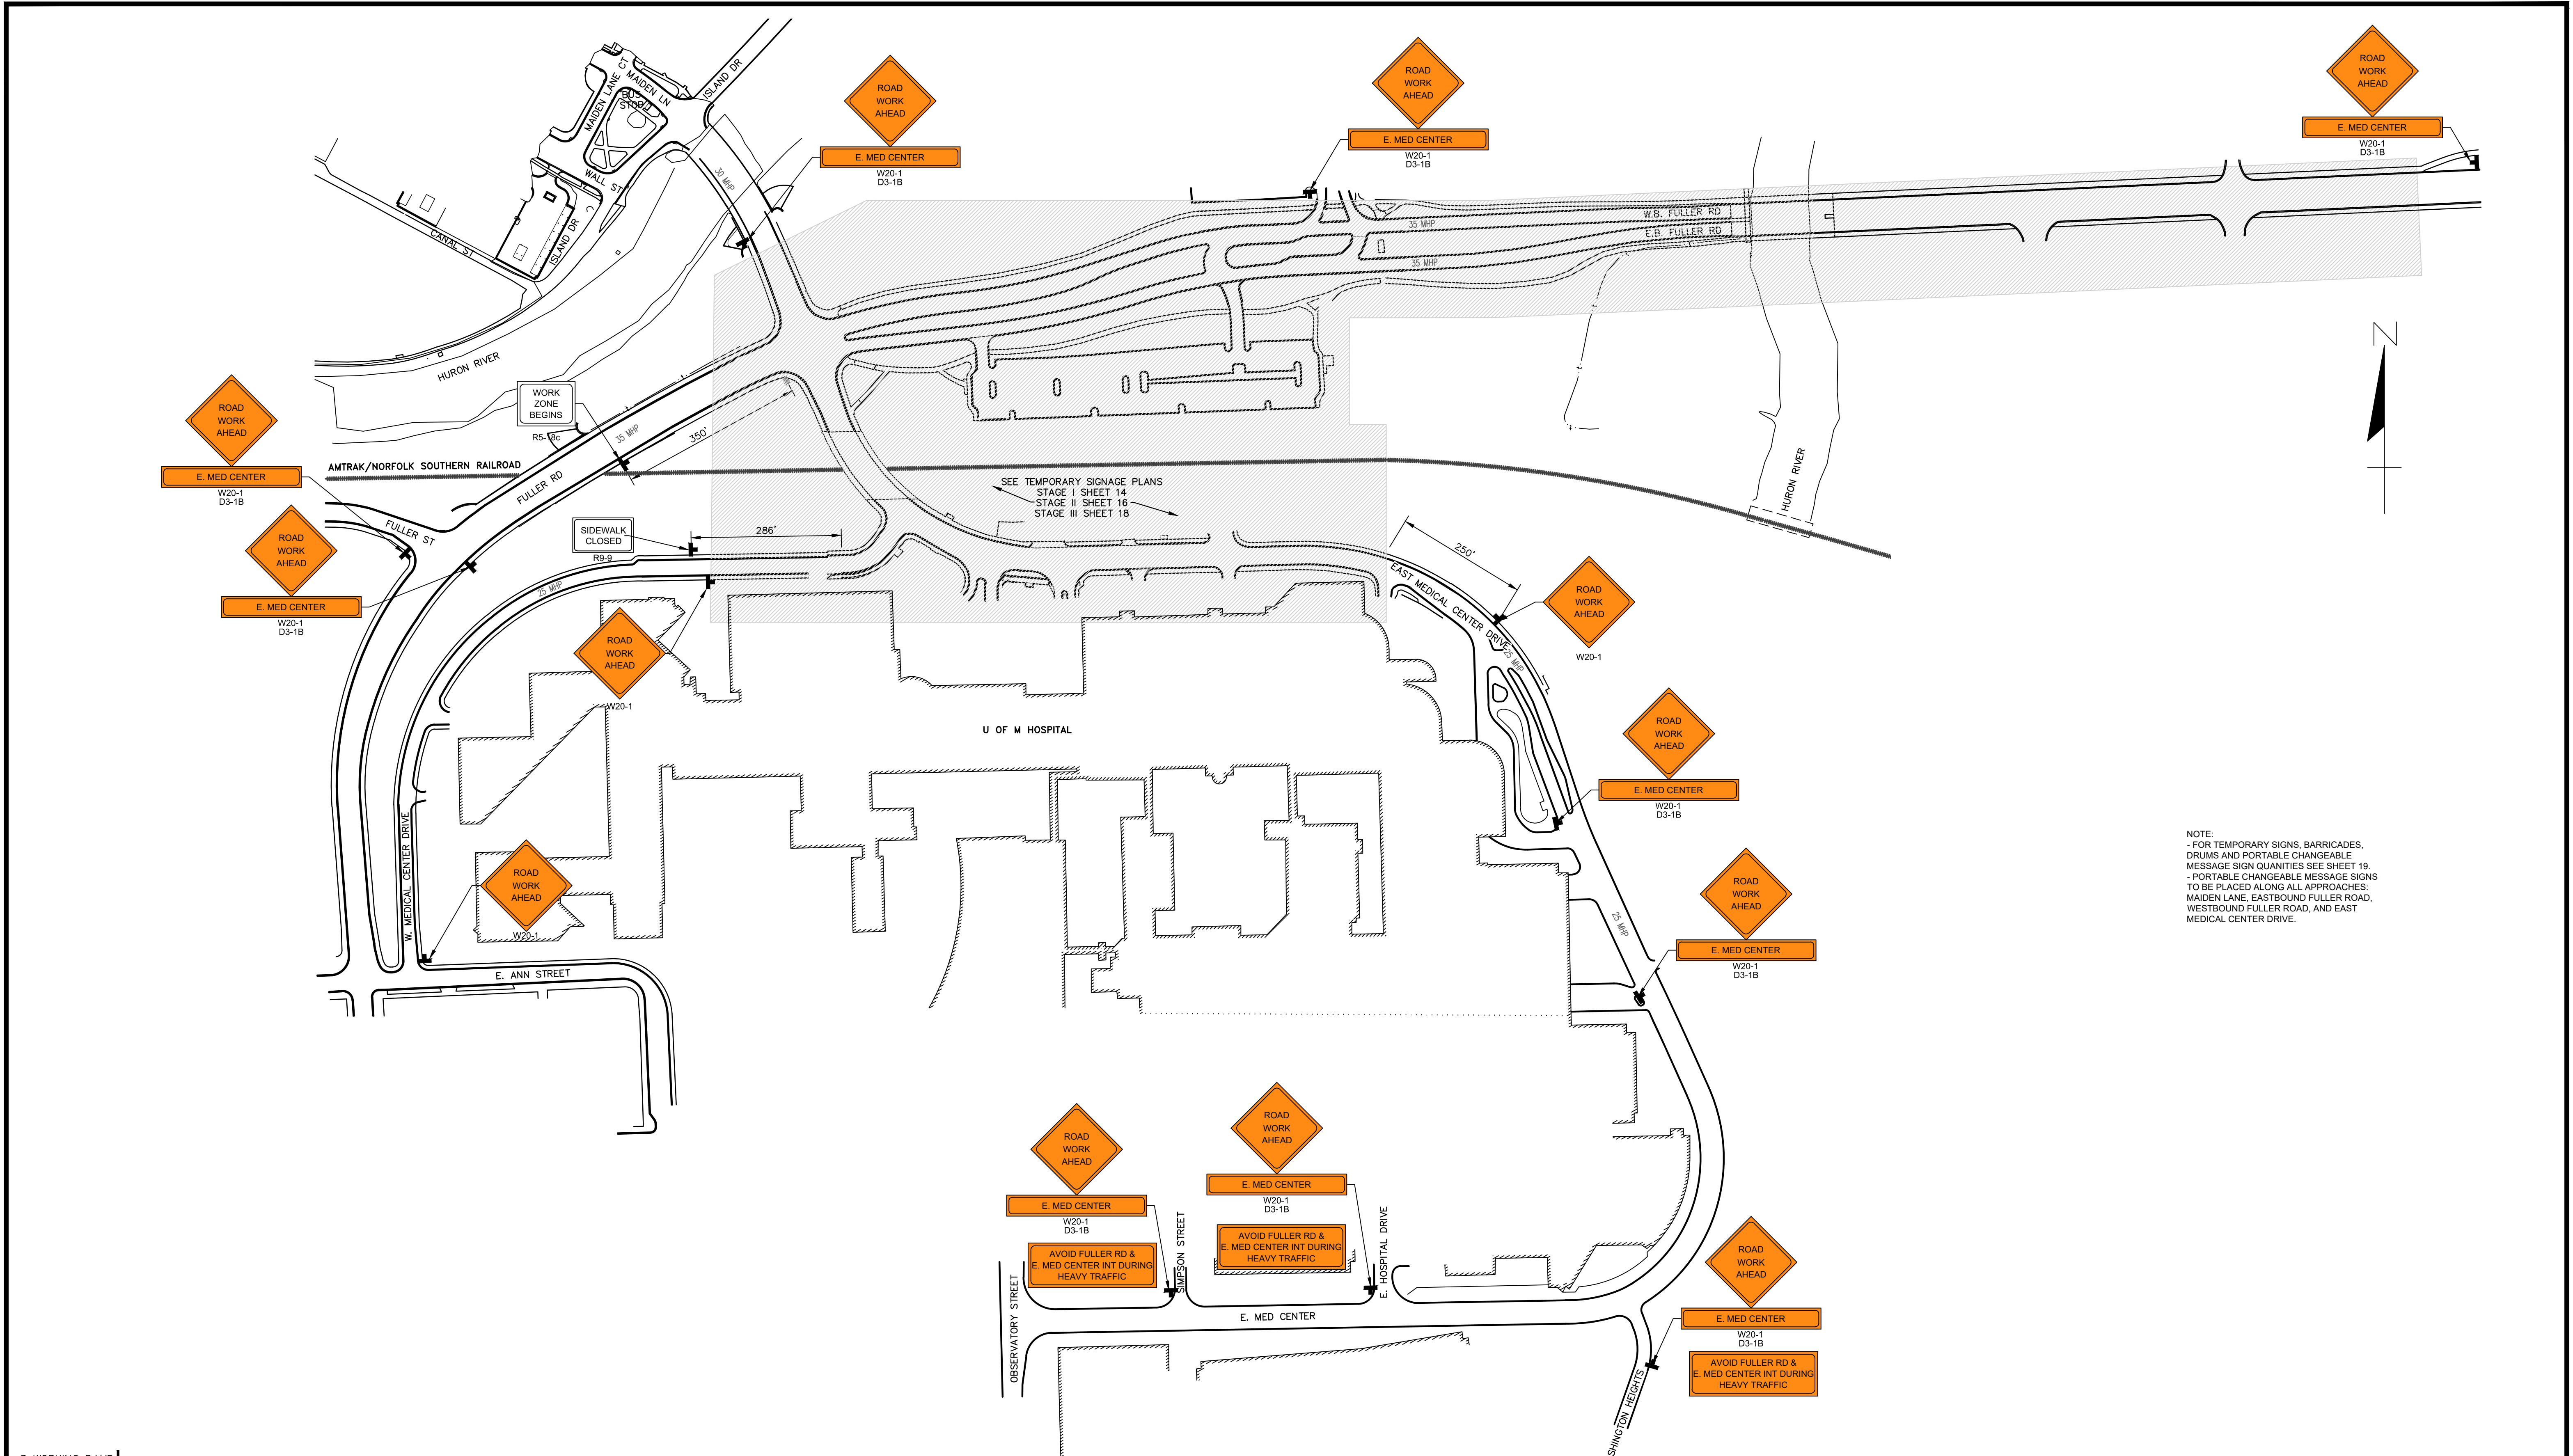 ROAD
WORK
AHEAD
E. MED CENTER
W20-1
D3-1B
ROAD
WORK
AHEAD
E. MED CENTER
W20-1
D3-1B
ROAD
WORK
AHEAD
E. MED CENTER
W20-1
D3-1B
MAIDEN LANE CT
MAIDEN LN
BUS
STOP
ISLAND DR
WALL ST
ISLAND DR
CANAL ST
HURON RIVER
30 MHP
W.B. FULLER RD
E.B. FULLER RD
35 MHP
35 MHP
N
ROAD
WORK
AHEAD
E. MED CENTER
W20-1
D3-1B
WORK
ZONE
BEGINS
R5-18c
35 MHP
350'
AMTRAK/NORFOLK SOUTHERN RAILROAD
FULLER RD
FULLER ST
ROAD
WORK
AHEAD
E. MED CENTER
W20-1
D3-1B
SIDEWALK
CLOSED
R9-9
286'
25 MHP
SEE TEMPORARY SIGNAGE PLANS
STAGE I SHEET 14
STAGE II SHEET 16
STAGE III SHEET 18
HURON RIVER
250'
EAST MEDICAL CENTER DRIVE
25 MHP
ROAD
WORK
AHEAD
W20-1
ROAD
WORK
AHEAD
W20-1
U OF M HOSPITAL
ROAD
WORK
AHEAD
E. MED CENTER
W20-1
D3-1B
W. MEDICAL CENTER DRIVE
ROAD
WORK
AHEAD
W20-1
E. ANN STREET
25 MHP
ROAD
WORK
AHEAD
E. MED CENTER
W20-1
D3-1B
NOTE:
- FOR TEMPORARY SIGNS, BARRICADES,
DRUMS AND PORTABLE CHANGEABLE
MESSAGE SIGN QUANITIES SEE SHEET 19.
- PORTABLE CHANGEABLE MESSAGE SIGNS
TO BE PLACED ALONG ALL APPROACHES:
MAIDEN LANE, EASTBOUND FULLER ROAD,
WESTBOUND FULLER ROAD, AND EAST
MEDICAL CENTER DRIVE.
ROAD
WORK
AHEAD
E. MED CENTER
W20-1
D3-1B
AVOID FULLER RD &
E. MED CENTER INT DURING
HEAVY TRAFFIC
ROAD
WORK
AHEAD
E. MED CENTER
W20-1
D3-1B
AVOID FULLER RD &
E. MED CENTER INT DURING
HEAVY TRAFFIC
ROAD
WORK
AHEAD
E. MED CENTER
W20-1
D3-1B
AVOID FULLER RD &
E. MED CENTER INT DURING
HEAVY TRAFFIC
OBSERVATORY STREET
SIMPSON STREET
E. HOSPITAL DRIVE
E. MED CENTER
SHINGTON HEIGHTS